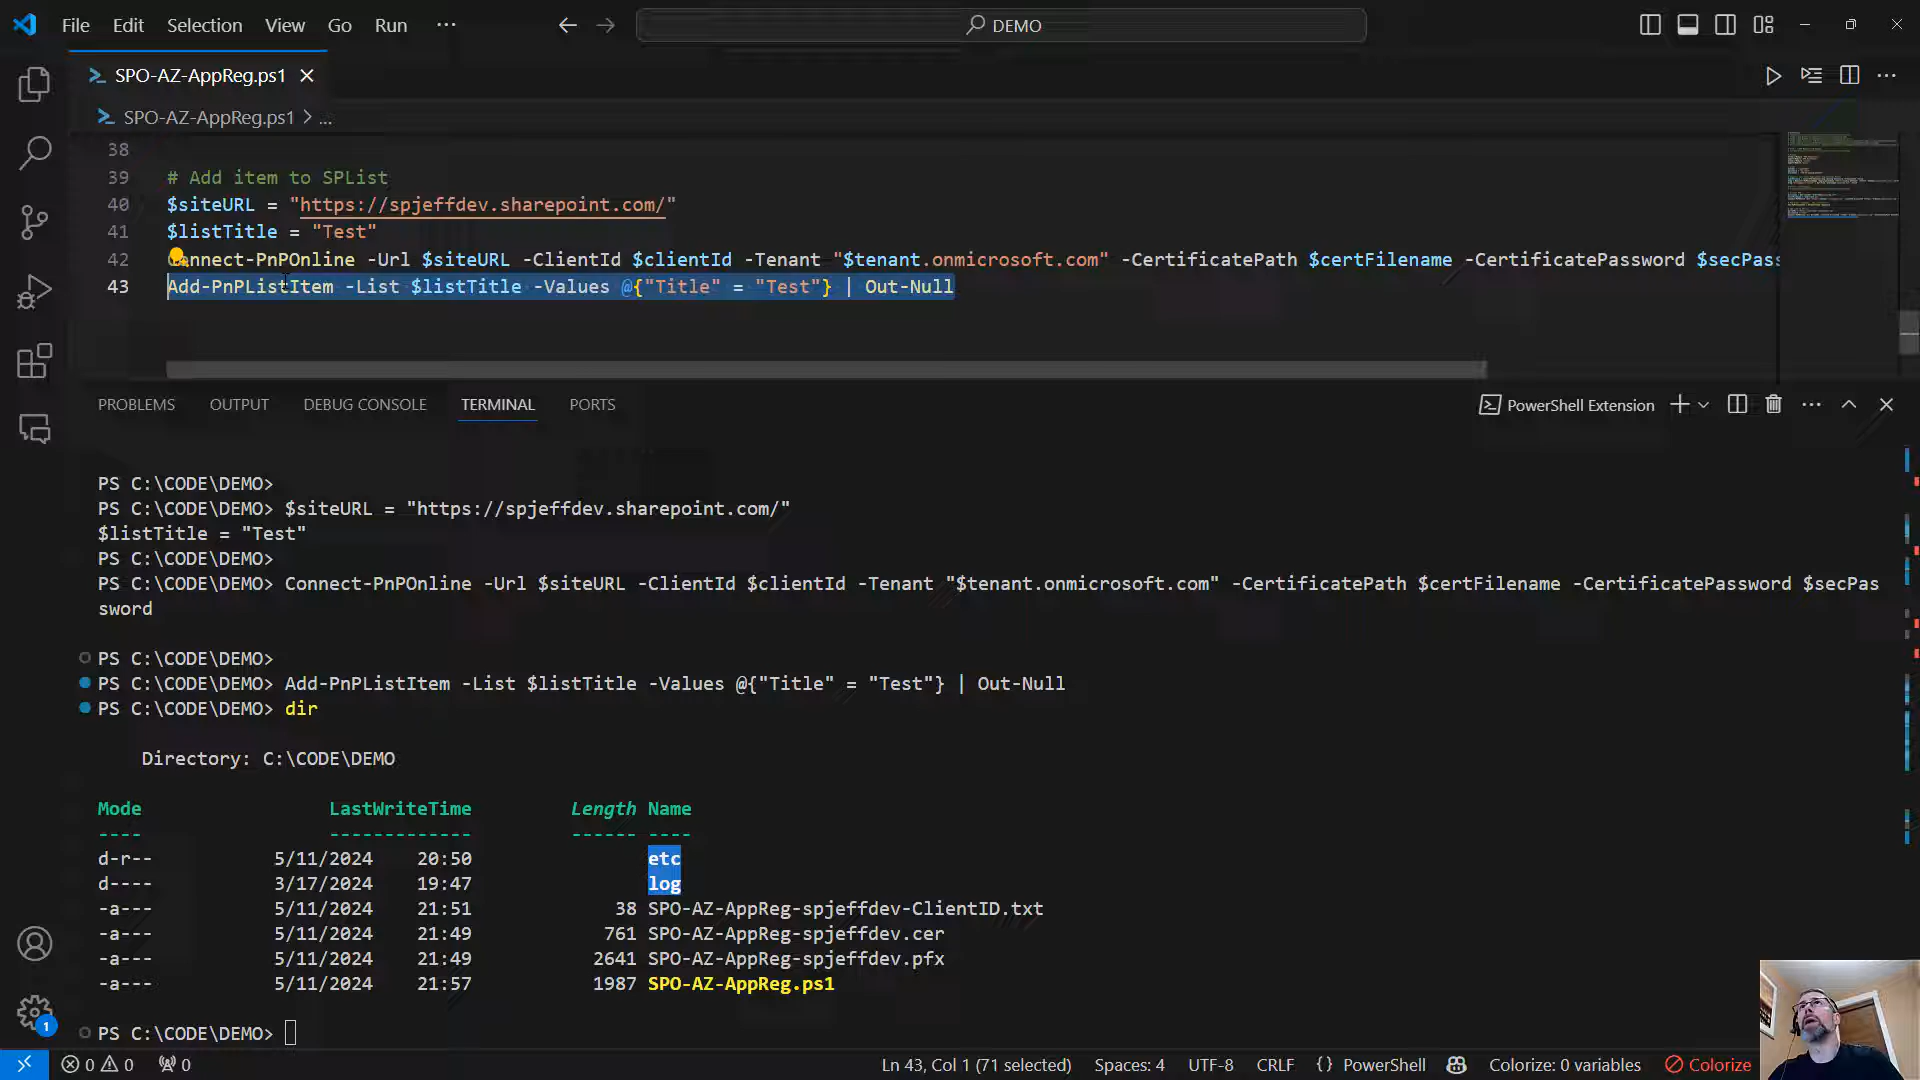 File Edit Selection View Go Run ··· DEMO
SPO-AZ-AppReg.ps1
SPO-AZ-AppReg.ps1 > ...
38
39 # Add item to SPList
40 $siteURL = "https://spjeffdev.sharepoint.com/"
41 $listTitle = "Test"
42 Connect-PnPOnline -Url $siteURL -ClientId $clientId -Tenant "$tenant.onmicrosoft.com" -CertificatePath $certFilename -CertificatePassword $secPass
43 Add-PnPListItem -List $listTitle -Values @{"Title" = "Test"} | Out-Null
PROBLEMS OUTPUT DEBUG CONSOLE TERMINAL PORTS PowerShell Extension
PS C:\CODE\DEMO>
PS C:\CODE\DEMO> $siteURL = "https://spjeffdev.sharepoint.com/"
$listTitle = "Test"
PS C:\CODE\DEMO>
PS C:\CODE\DEMO> Connect-PnPOnline -Url $siteURL -ClientId $clientId -Tenant "$tenant.onmicrosoft.com" -CertificatePath $certFilename -CertificatePassword $secPas
sword
PS C:\CODE\DEMO>
PS C:\CODE\DEMO> Add-PnPListItem -List $listTitle -Values @{"Title" = "Test"} | Out-Null
PS C:\CODE\DEMO> dir
Directory: C:\CODE\DEMO
Mode LastWriteTime Length Name
---- ------------- ------ ----
d-r-- 5/11/2024 20:50 etc
d---- 3/17/2024 19:47 log
-a--- 5/11/2024 21:51 38 SPO-AZ-AppReg-spjeffdev-ClientID.txt
-a--- 5/11/2024 21:49 761 SPO-AZ-AppReg-spjeffdev.cer
-a--- 5/11/2024 21:49 2641 SPO-AZ-AppReg-spjeffdev.pfx
-a--- 5/11/2024 21:57 1987 SPO-AZ-AppReg.ps1
PS C:\CODE\DEMO>
1
0 0 0 Ln 43, Col 1 (71 selected) Spaces: 4 UTF-8 CRLF {} PowerShell Colorize: 0 variables Colorize